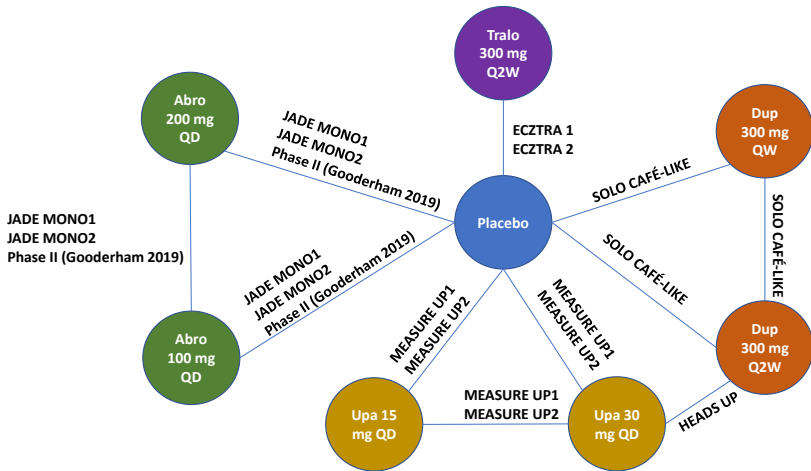 Tralo
300 mg
Q2W
Abro
200 mg
QD
JADE MONO1
JADE MONO2
Phase II (Gooderham 2019)
ECZTRA 1
ECZTRA 2
Dup
300 mg
QW
SOLO CAFÉ-LIKE
Placebo
JADE MONO1
JADE MONO2
Phase II (Gooderham 2019)
JADE MONO1
JADE MONO2
Phase II (Gooderham 2019)
SOLO CAFÉ-LIKE
SOLO CAFÉ-LIKE
Abro
100 mg
QD
MEASURE UP1
MEASURE UP2
MEASURE UP1
MEASURE UP2
Dup
300 mg
Q2W
MEASURE UP1
MEASURE UP2
HEADS UP
Upa 15
mg QD
Upa 30
mg QD